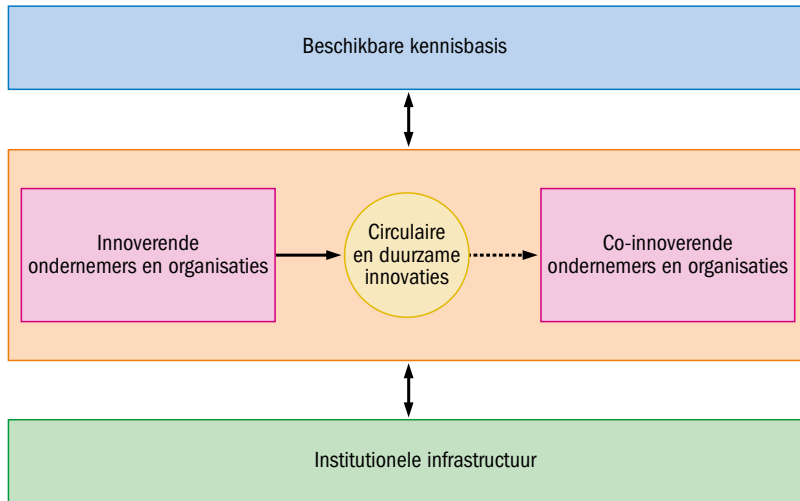 Beschikbare kennisbasis
Innoverende
ondernemers en organisaties
Circulaire
en duurzame
innovaties
Co-innoverende
ondernemers en organisaties
Institutionele infrastructuur